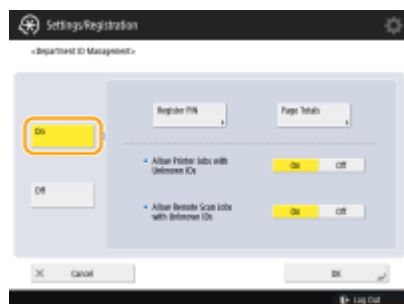 Settings/Registration
<Department ID Management>
On
Register PIN
Page Totals
Allow Printer Jobs with
Unknown IDs
On
Off
Off
Allow Remote Scan Jobs
with Unknown IDs
On
Off
Cancel
OK
Log Out